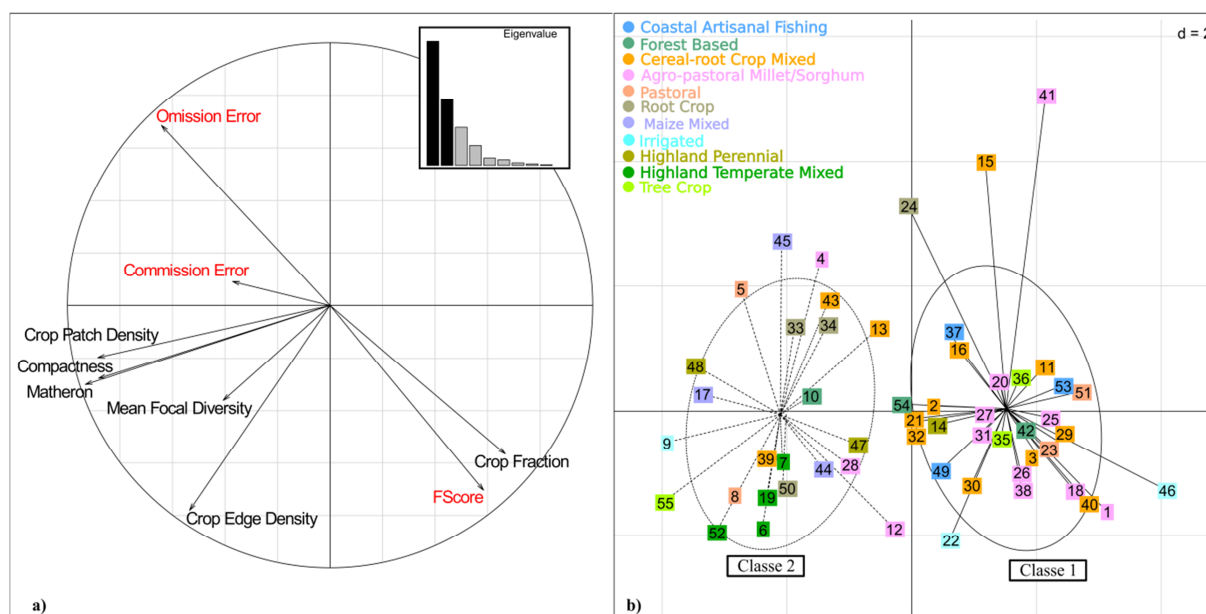 Eigenvalue
Omission Error
Commission Error
Crop Patch Density
Compactness
Matheron
Mean Focal Diversity
Crop Edge Density
Crop Fraction
FScore
a)
Coastal Artisanal Fishing
Forest Based
Cereal-root Crop Mixed
Agro-pastoral Millet/Sorghum
Pastoral
Root Crop
Maize Mixed
Irrigated
Highland Perennial
Highland Temperate Mixed
Tree Crop
d = 2
41
15
24
45
4
5
43
33
34
13
37
16
11
20
36
53
51
48
17
10
54
2
21
14
27
25
32
31
35
42
29
23
9
47
39
7
44
28
3
49
26
38
30
18
40
46
1
55
8
19
50
52
6
12
22
Classe 2
Classe 1
b)